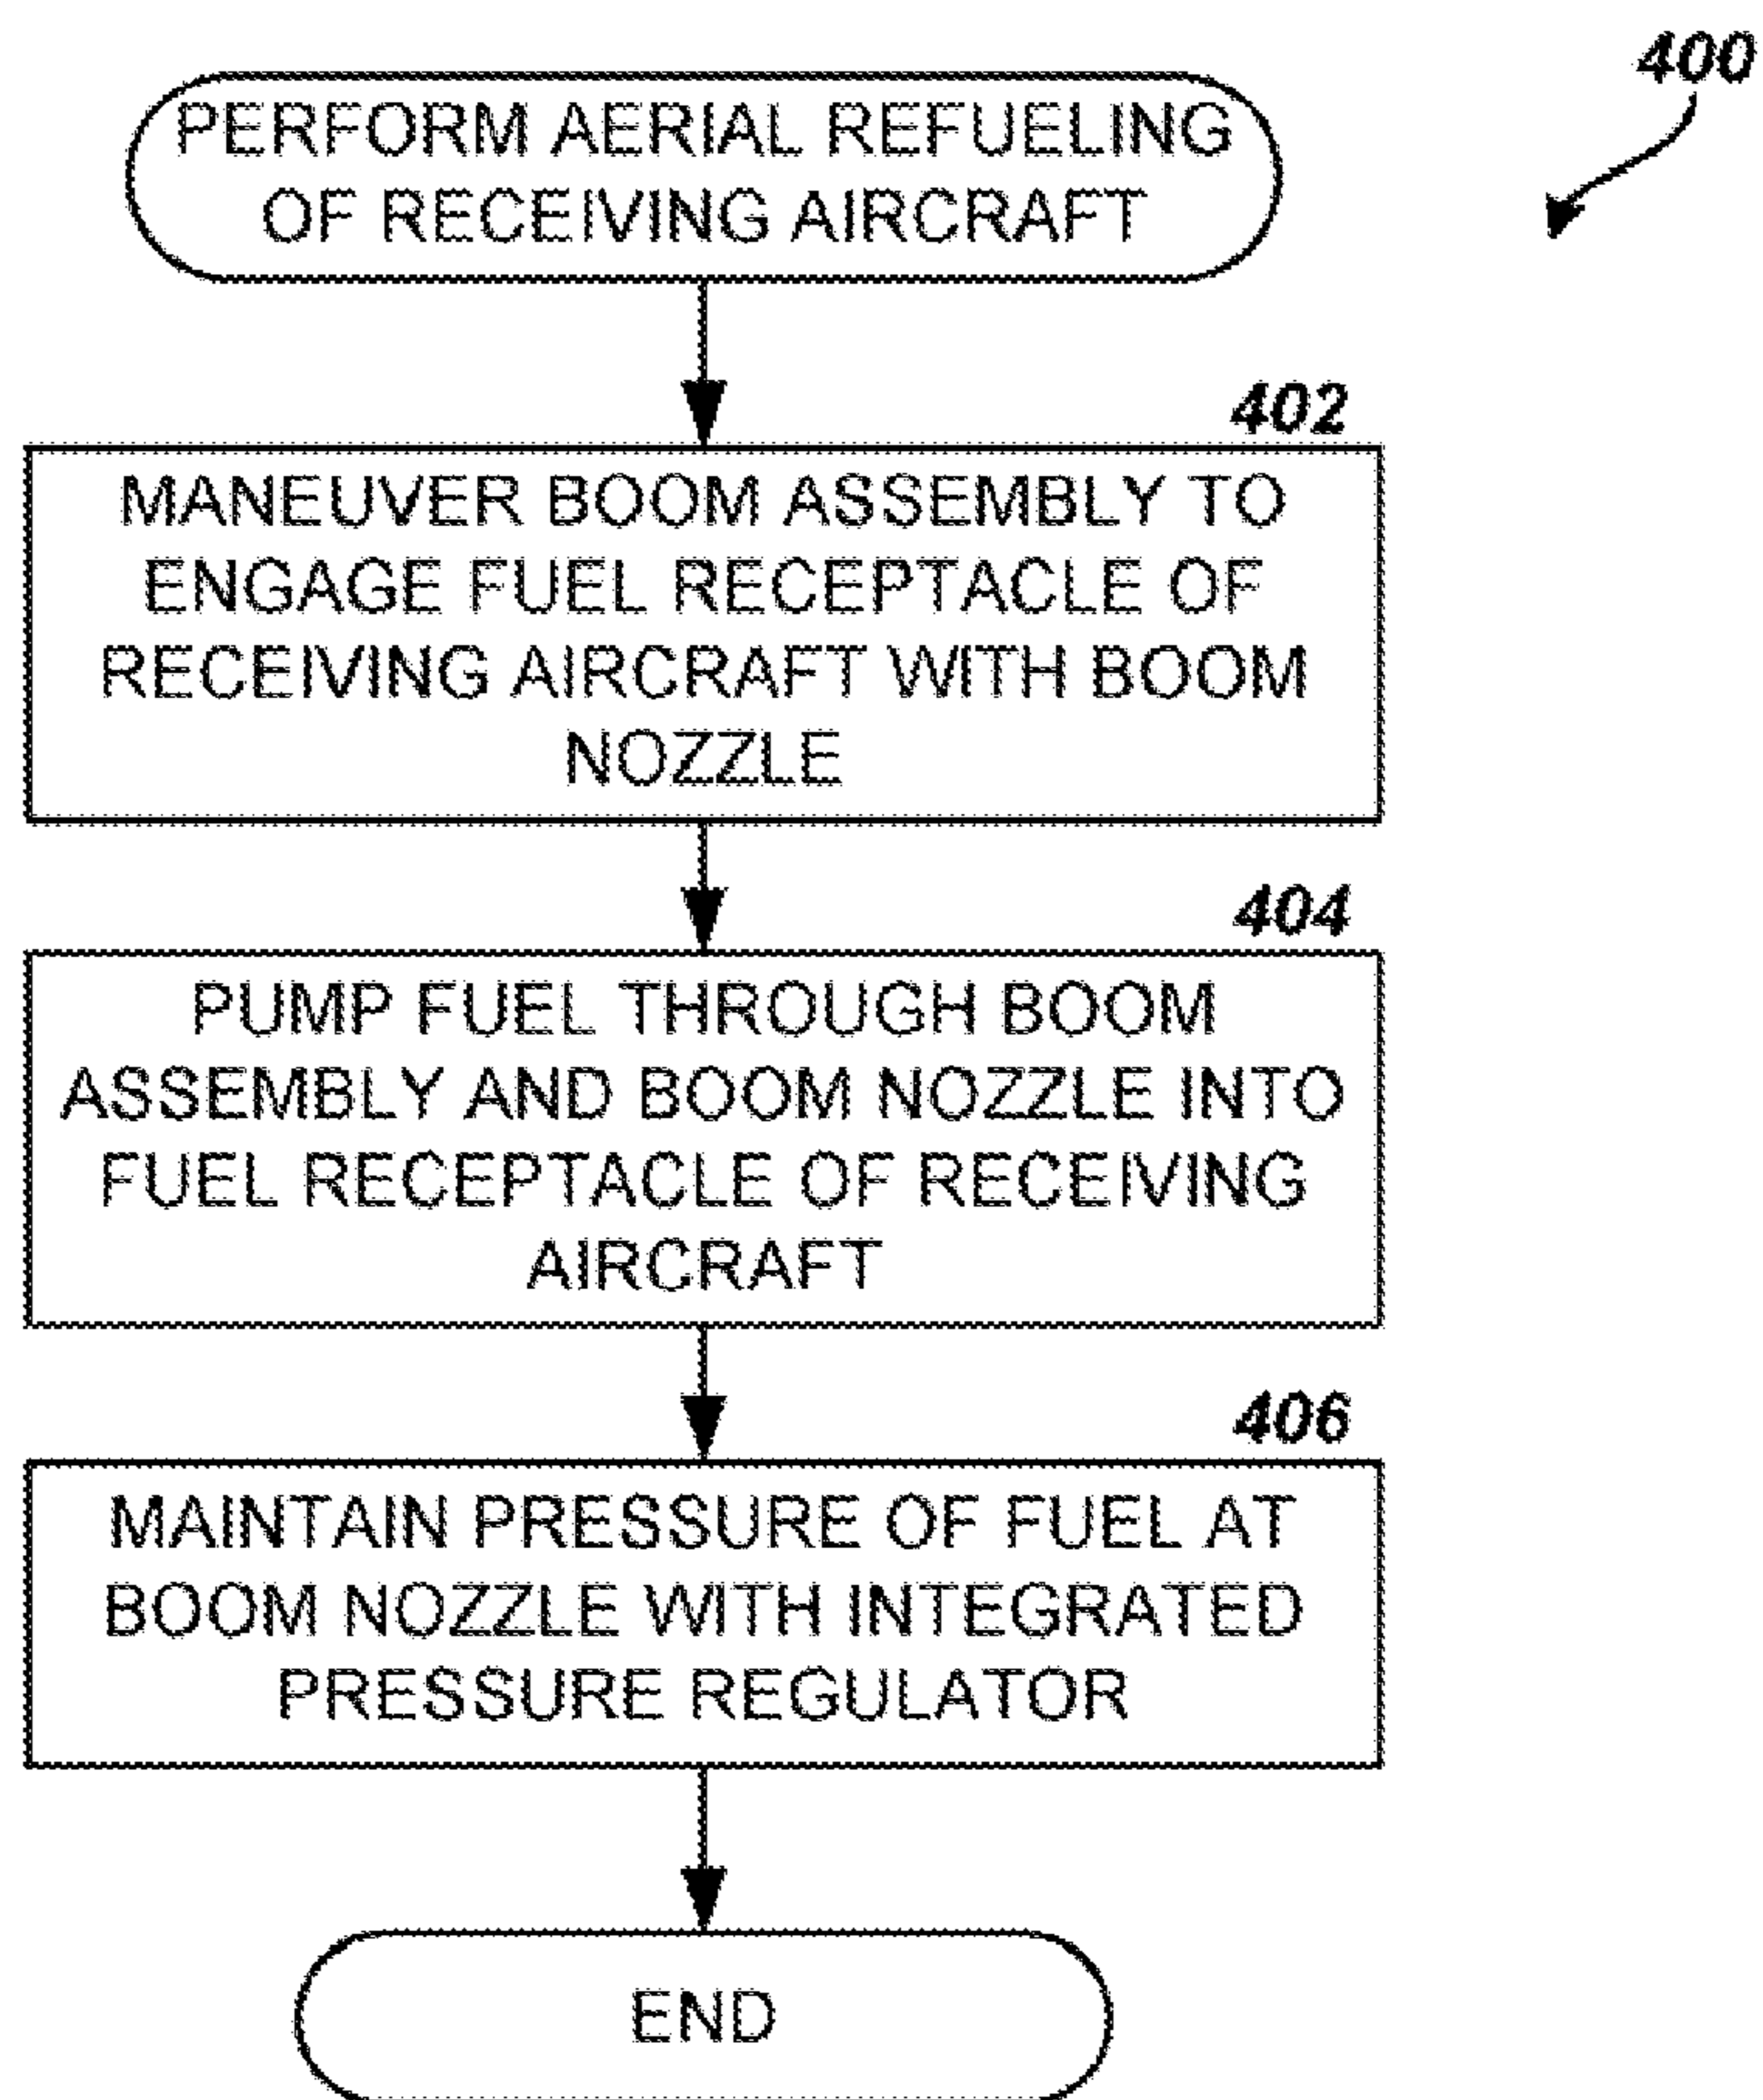 400
PERFORM AERIAL REFUELING
OF RECEIVING AIRCRAFT
402
MANEUVER BOOM ASSEMBLY TO
ENGAGE FUEL RECEPTACLE OF
RECEIVING AIRCRAFT WITH BOOM
NOZZLE
404
PUMP FUEL THROUGH BOOM
ASSEMBLY AND BOOM NOZZLE INTO
FUEL RECEPTACLE OF RECEIVING
AIRCRAFT
406
MAINTAIN PRESSURE OF FUEL AT
BOOM NOZZLE WITH INTEGRATED
PRESSURE REGULATOR
END